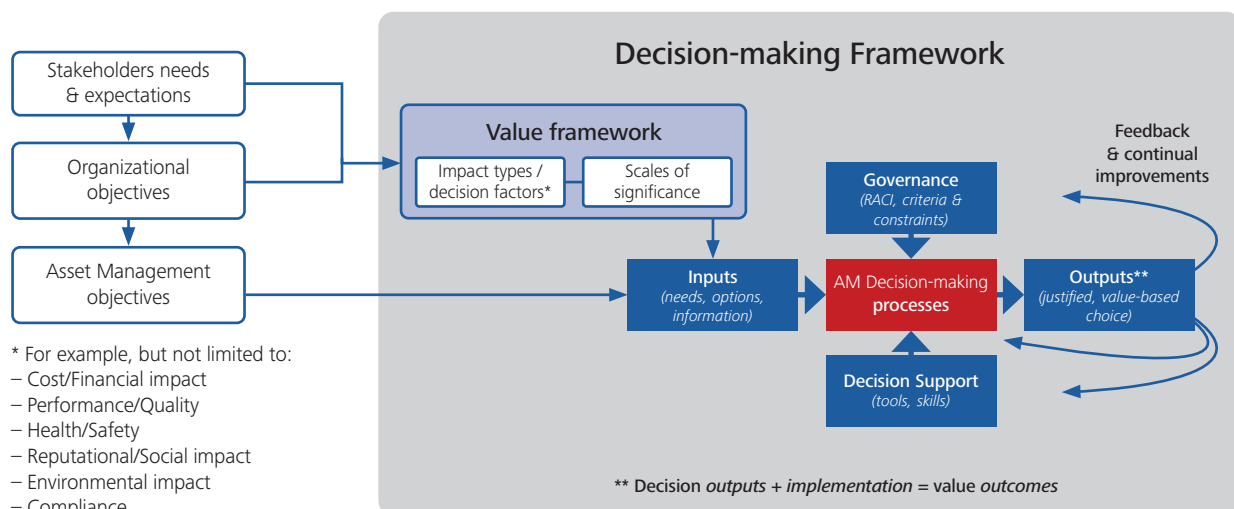 Decision-making Framework
Stakeholders needs
& expectations
Organizational
objectives
Asset Management
objectives
Value framework
Impact types /
decision factors*
Scales of
significance
Feedback
& continual
improvements
Governance
(RACI, criteria &
constraints)
Inputs
(needs, options,
information)
AM Decision-making
processes
Outputs**
(justified, value-based
choice)
Decision Support
(tools, skills)
* For example, but not limited to:
– Cost/Financial impact
– Performance/Quality
– Health/Safety
– Reputational/Social impact
– Environmental impact
– Compliance
** Decision outputs + implementation = value outcomes